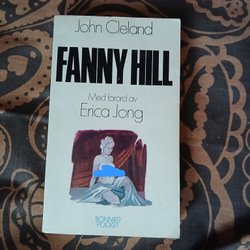 John Cleland
FANNY HILL
Med förord av
Erica Jong
BONNIER
POCKET